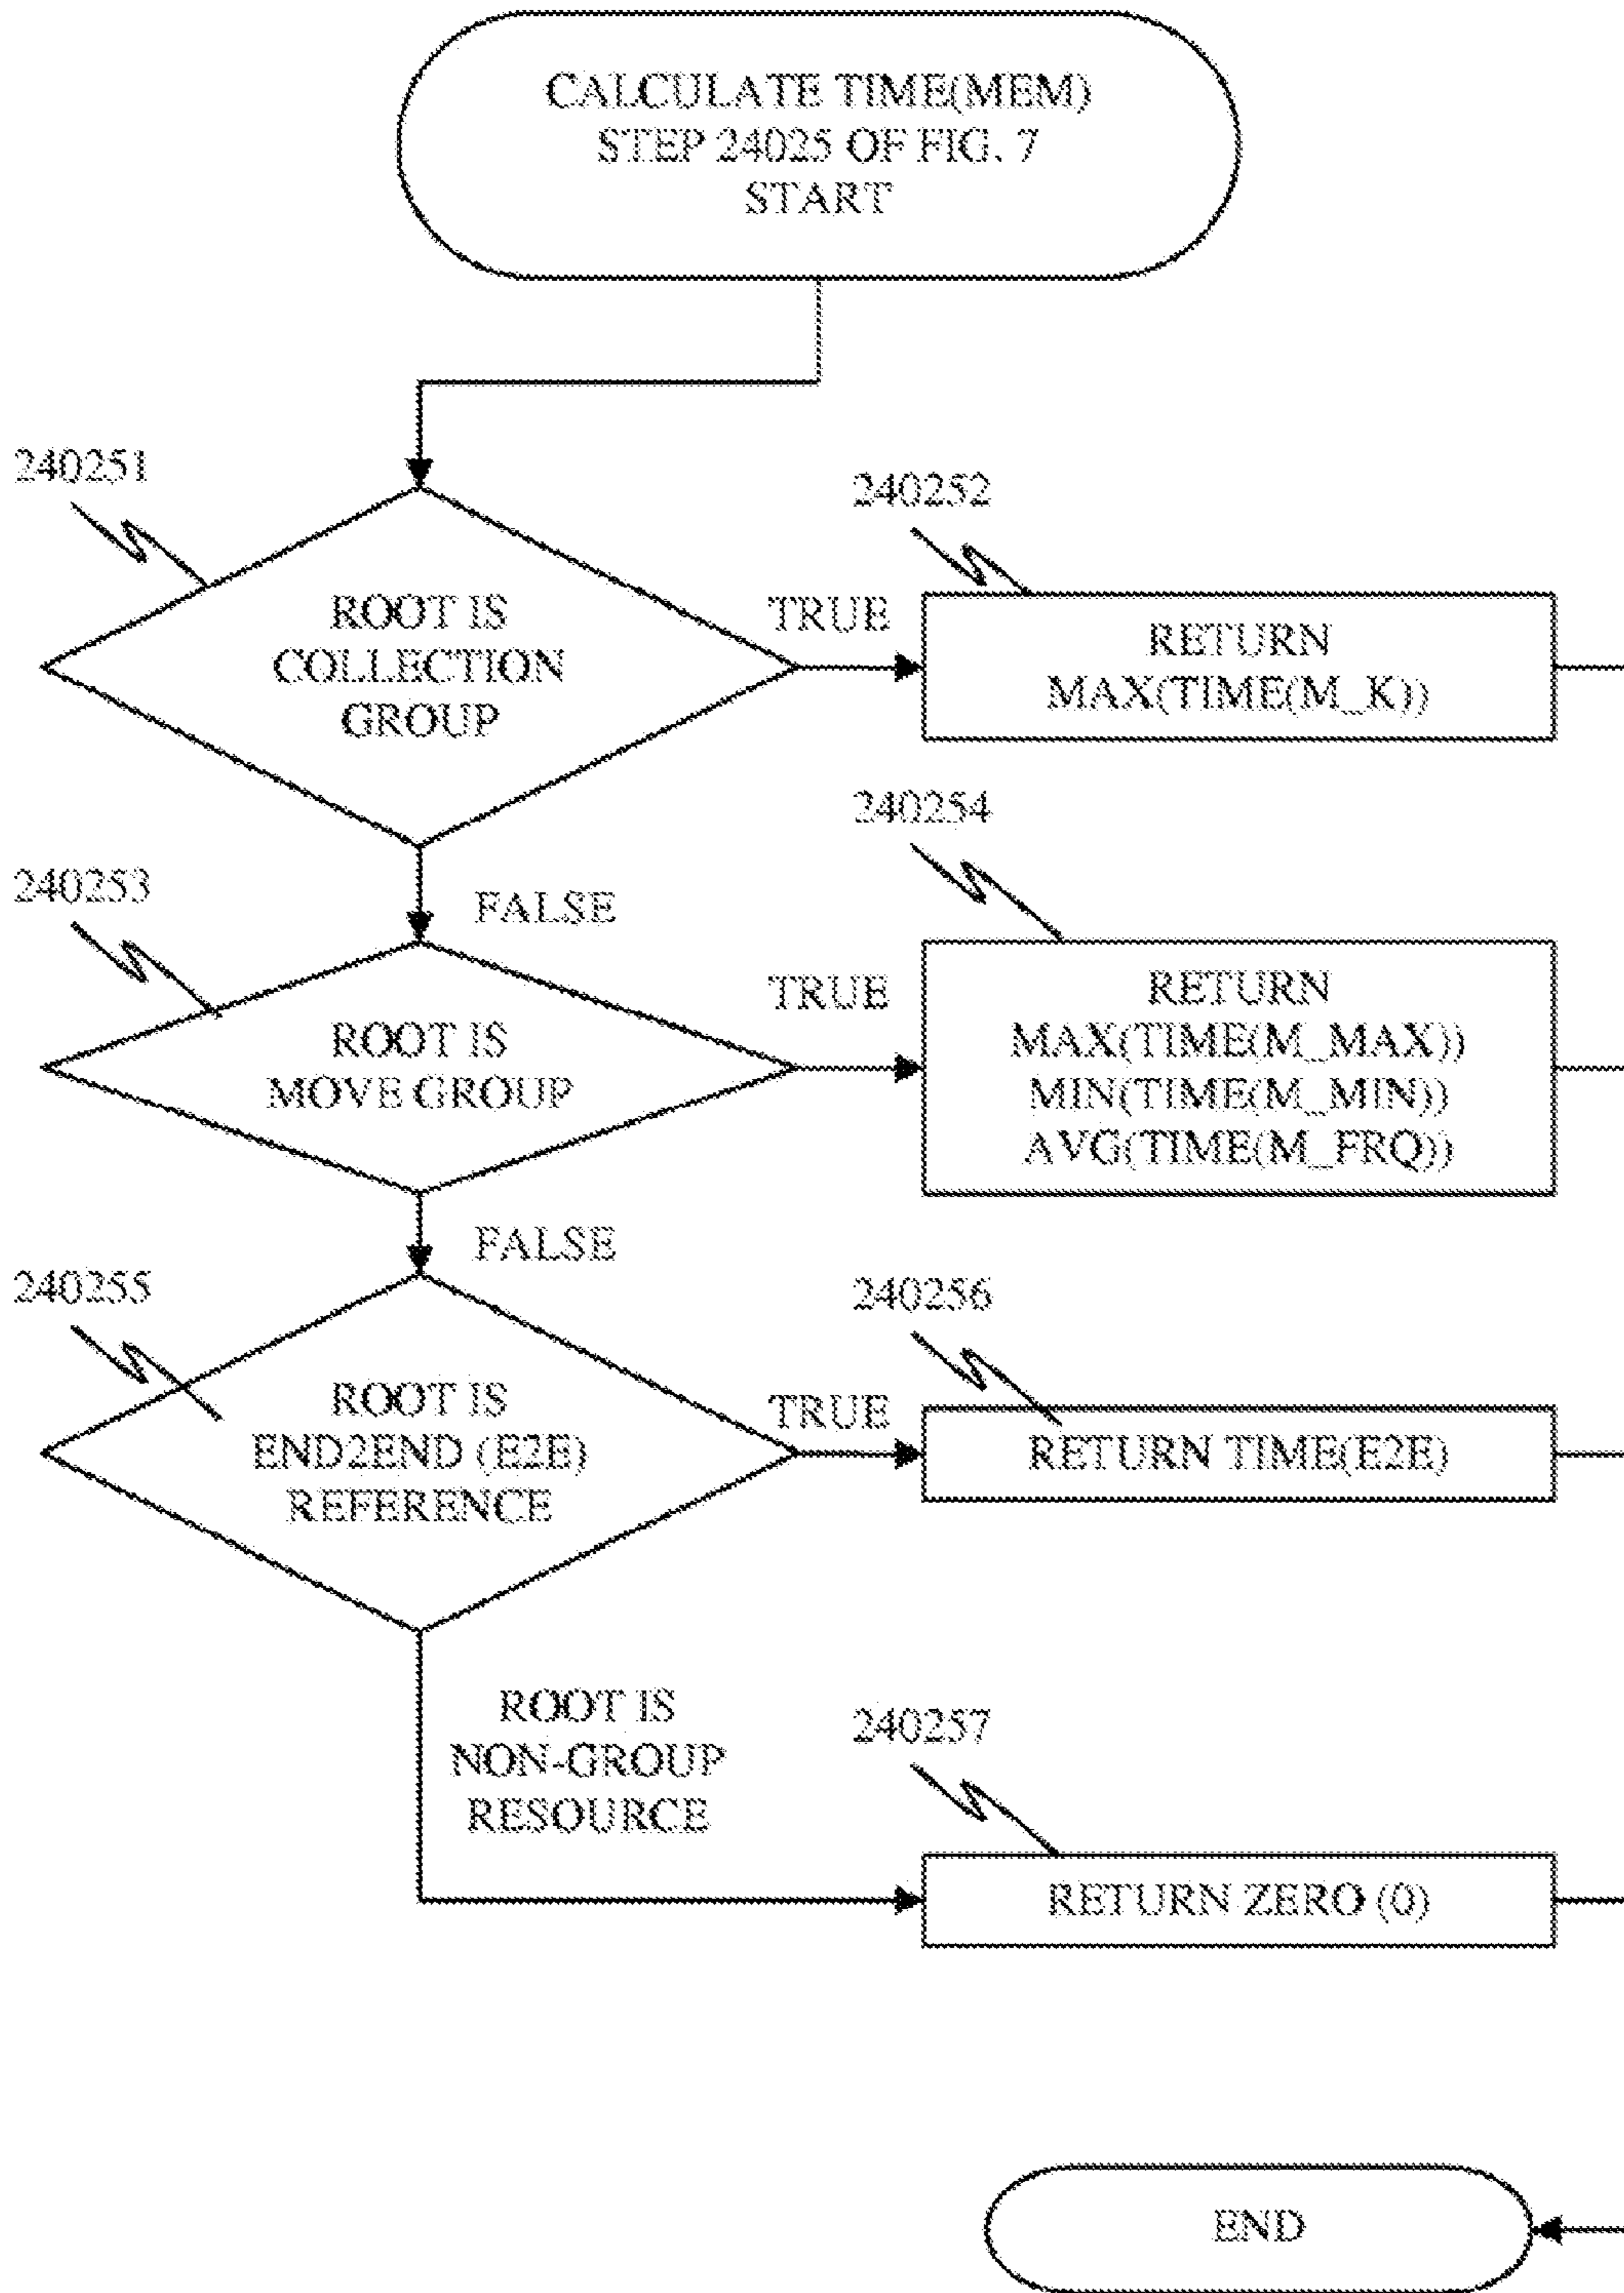 CALCULATE TIME(MEM)
STEP 24025 OF FIG. 7
START
240251
ROOT IS
COLLECTION
GROUP
TRUE
240252
RETURN
MAX(TIME(M_K))
FALSE
240253
ROOT IS
MOVE GROUP
TRUE
240254
RETURN
MAX(TIME(M_MAX))
MIN(TIME(M_MIN))
AVG(TIME(M_FRQ))
FALSE
240255
ROOT IS
END2END (E2E)
REFERENCE
TRUE
240256
RETURN TIME(E2E)
ROOT IS
NON-GROUP
RESOURCE
240257
RETURN ZERO (0)
END